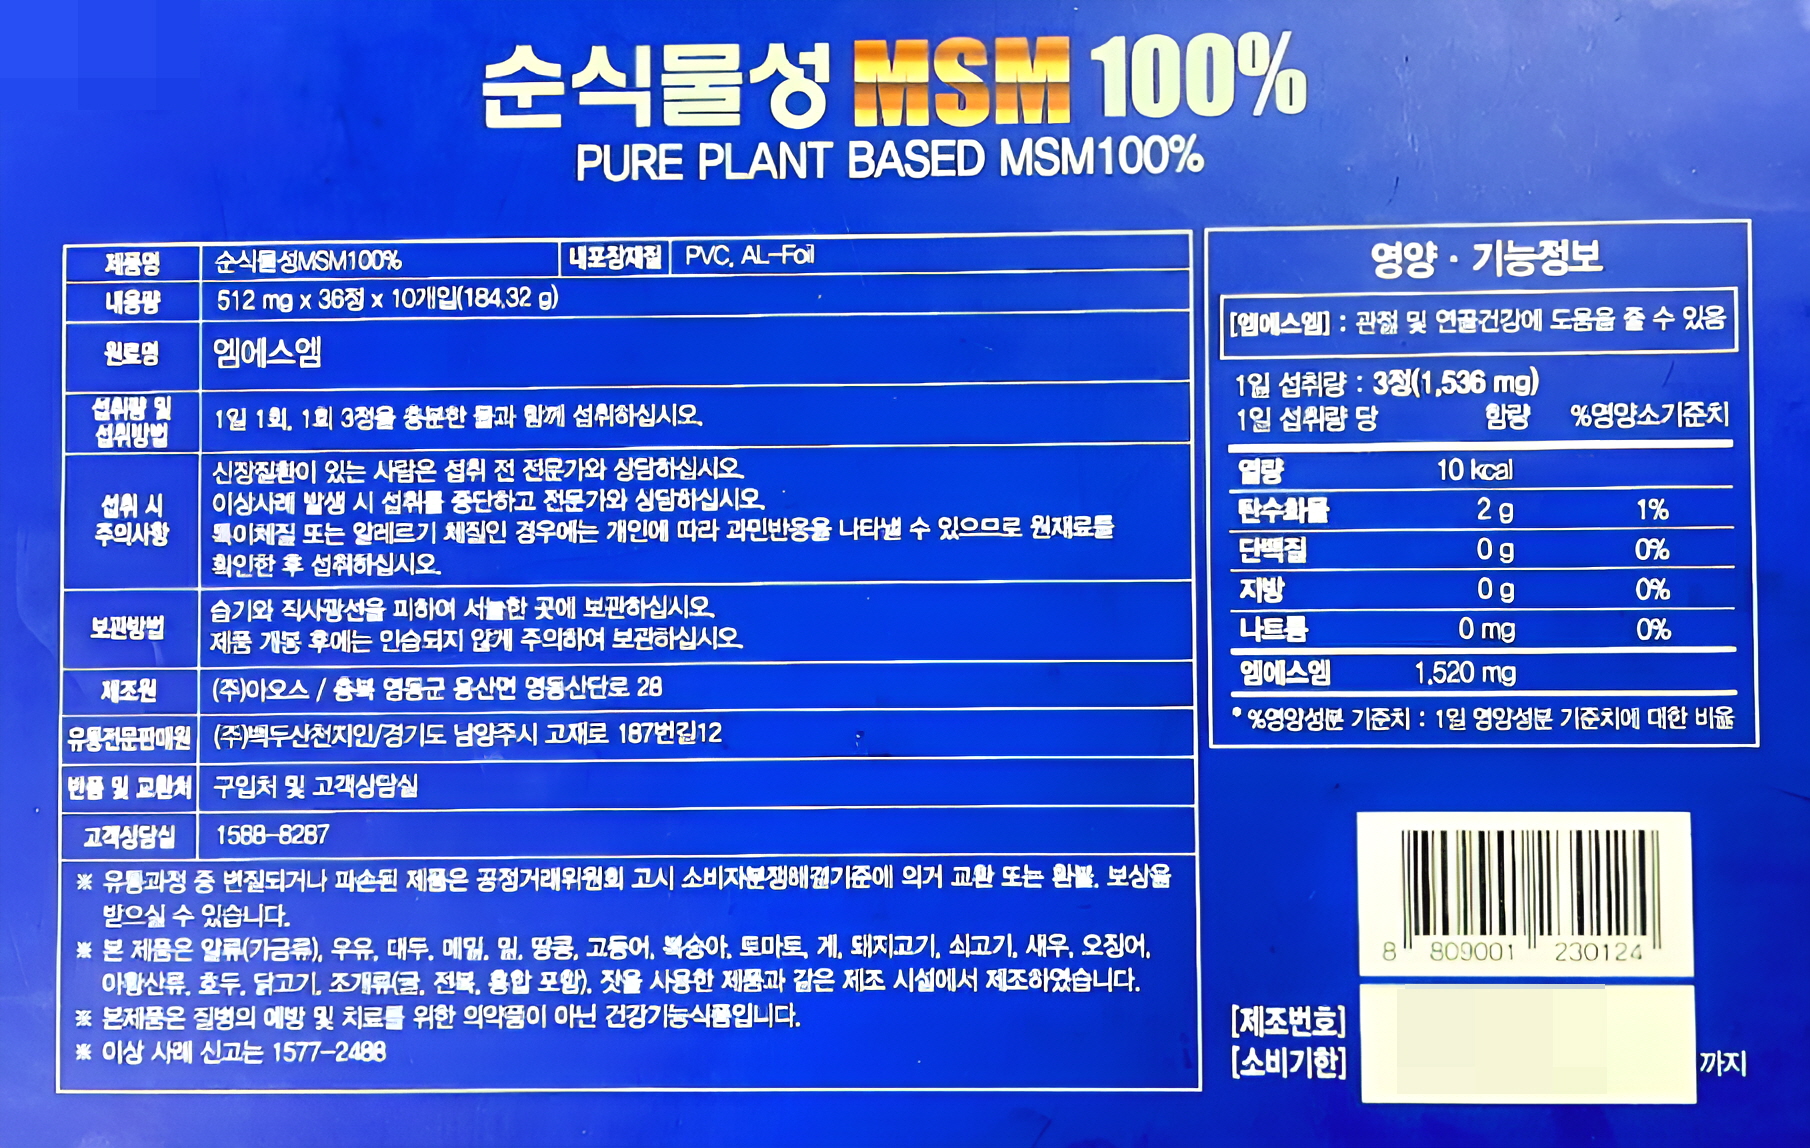 순식물성 MSM 100%
PURE PLANT BASED MSM100%
제품명 순식물성MSM100% 내포장재질 PVC, AL-Foil
내용량 512 mg x 36정 x 10개입(184.32 g)
원료명 엠에스엠
섭취량 및 섭취방법 1일 1회, 1회 3정을 충분한 물과 함께 섭취하십시오.
섭취 시 주의사항 신장질환이 있는 사람은 섭취 전 전문가와 상담하십시오.
이상사례 발생 시 섭취를 중단하고 전문가와 상담하십시오.
특이체질 또는 알레르기 체질인 경우에는 개인에 따라 과민반응을 나타낼 수 있으므로 원재료를
확인한 후 섭취하십시오.
보관방법 습기와 직사광선을 피하여 서늘한 곳에 보관하십시오.
제품 개봉 후에는 인습되지 않게 주의하여 보관하십시오.
제조원 (주)아오스 / 충북 영동군 용산면 영동산단로 28
유통전문판매원 (주)백두산천지인/경기도 남양주시 고재로 187번길12
반품 및 교환처 구입처 및 고객상담실
고객상담실 1568-8287
※ 유통과정 중 변질되거나 파손된 제품은 공정거래위원회 고시 소비자분쟁해결기준에 의거 교환 또는 환불, 보상을
받으실 수 있습니다.
※ 본 제품은 알류(가금류), 우유, 대두, 메밀, 밀, 땅콩, 고등어, 복숭아, 토마토, 게, 돼지고기, 쇠고기, 새우, 오징어,
아황산류, 호두, 닭고기, 조개류(굴, 전복, 홍합 포함), 잣을 사용한 제품과 같은 제조 시설에서 제조하였습니다.
※ 본제품은 질병의 예방 및 치료를 위한 의약품이 아닌 건강기능식품입니다.
※ 이상 사례 신고는 1577-2488
영양 · 기능정보
[엠에스엠] : 관절 및 연골건강에 도움을 줄 수 있음
1일 섭취량 : 3정(1,536 mg)
1일 섭취량 당 함량 %영양소기준치
열량 10 kcal
탄수화물 2 g 1%
단백질 0 g 0%
지방 0 g 0%
나트륨 0 mg 0%
엠에스엠 1,520 mg
* %영양성분 기준치 : 1일 영양성분 기준치에 대한 비율
8 809001 230124
[제조번호]
[소비기한] 까지